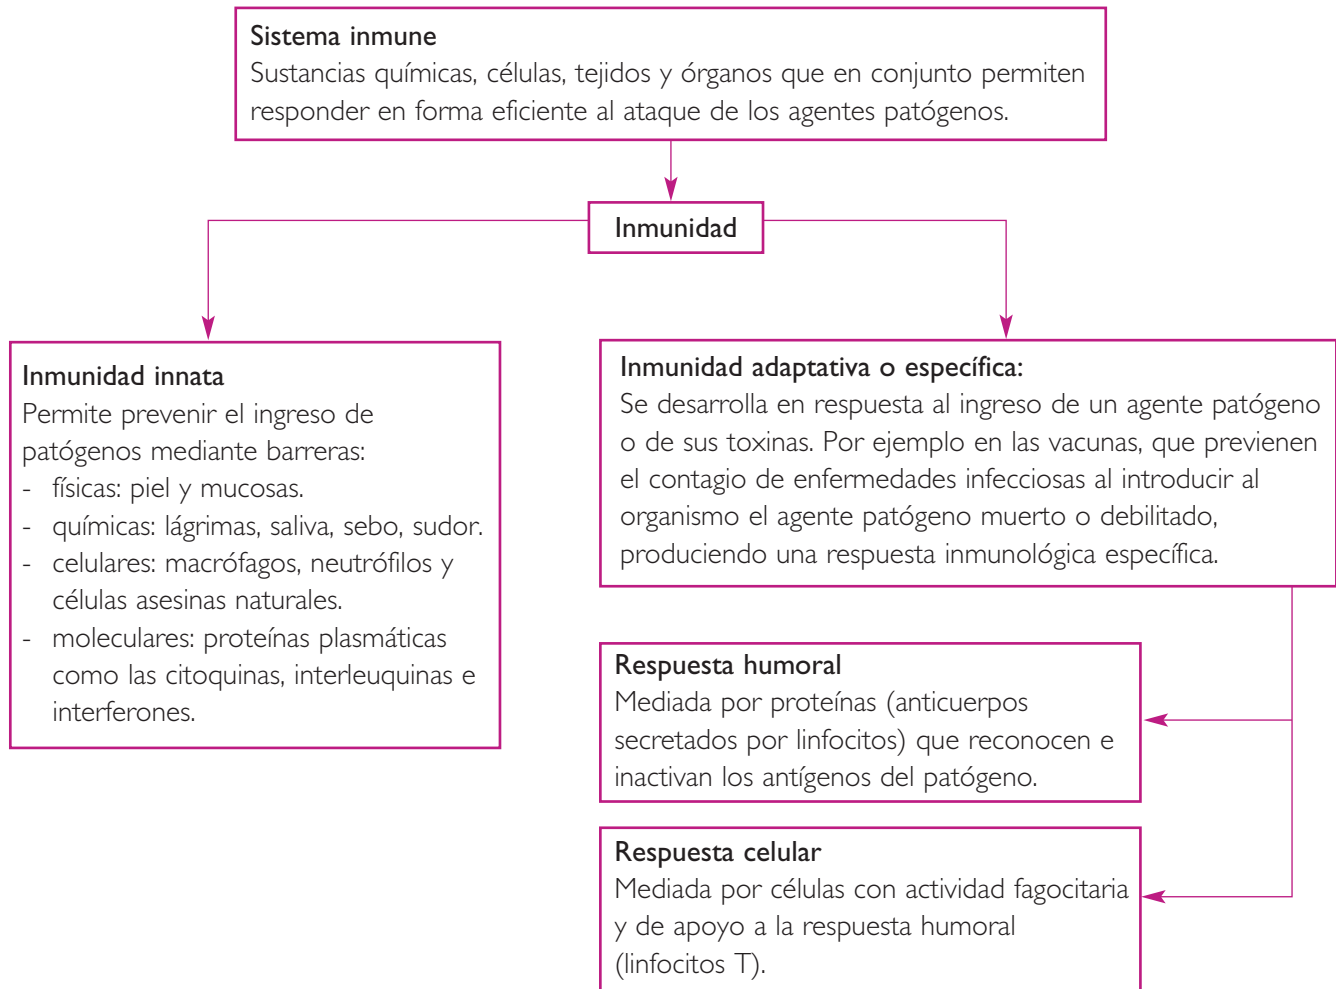 Sistema inmune
Sustancias químicas, células, tejidos y órganos que en conjunto permiten
responder en forma eficiente al ataque de los agentes patógenos.
Inmunidad
Inmunidad innata
Permite prevenir el ingreso de
patógenos mediante barreras:
- físicas: piel y mucosas.
- químicas: lágrimas, saliva, sebo, sudor.
- celulares: macrófagos, neutrófilos y
células asesinas naturales.
- moleculares: proteínas plasmáticas
como las citoquinas, interleuquinas e
interferones.
Inmunidad adaptativa o específica:
Se desarrolla en respuesta al ingreso de un agente patógeno
o de sus toxinas. Por ejemplo en las vacunas, que previenen
el contagio de enfermedades infecciosas al introducir al
organismo el agente patógeno muerto o debilitado,
produciendo una respuesta inmunológica específica.
Respuesta humoral
Mediada por proteínas (anticuerpos
secretados por linfocitos) que reconocen e
inactivan los antígenos del patógeno.
Respuesta celular
Mediada por células con actividad fagocitaria
y de apoyo a la respuesta humoral
(linfocitos T).